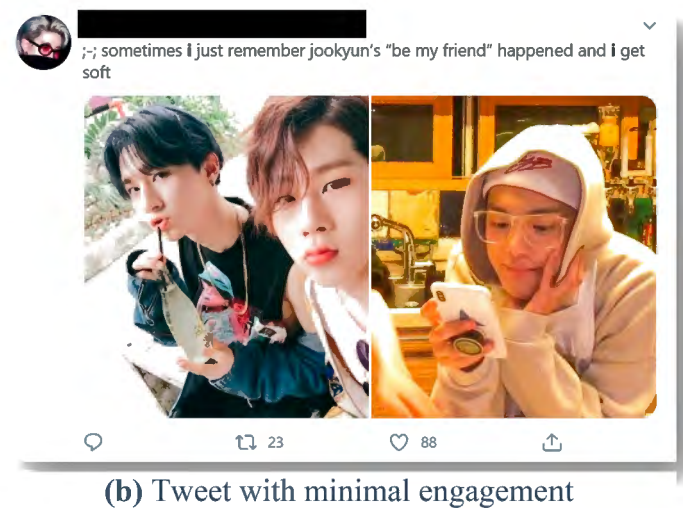 ;-; sometimes i just remember jookyun's "be my friend" happened and i get
soft
23
88
(b) Tweet with minimal engagement